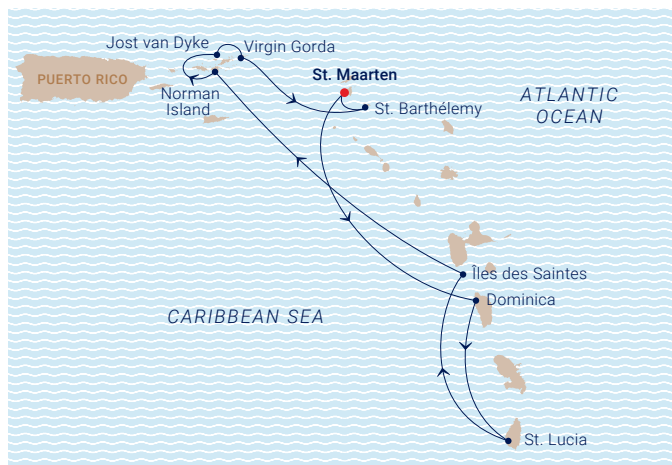 Jost van Dyke
Virgin Gorda
PUERTO RICO
St. Maarten
Norman
Island
St. Barthélemy
ATLANTIC
OCEAN
Îles des Saintes
Dominica
CARIBBEAN SEA
St. Lucia